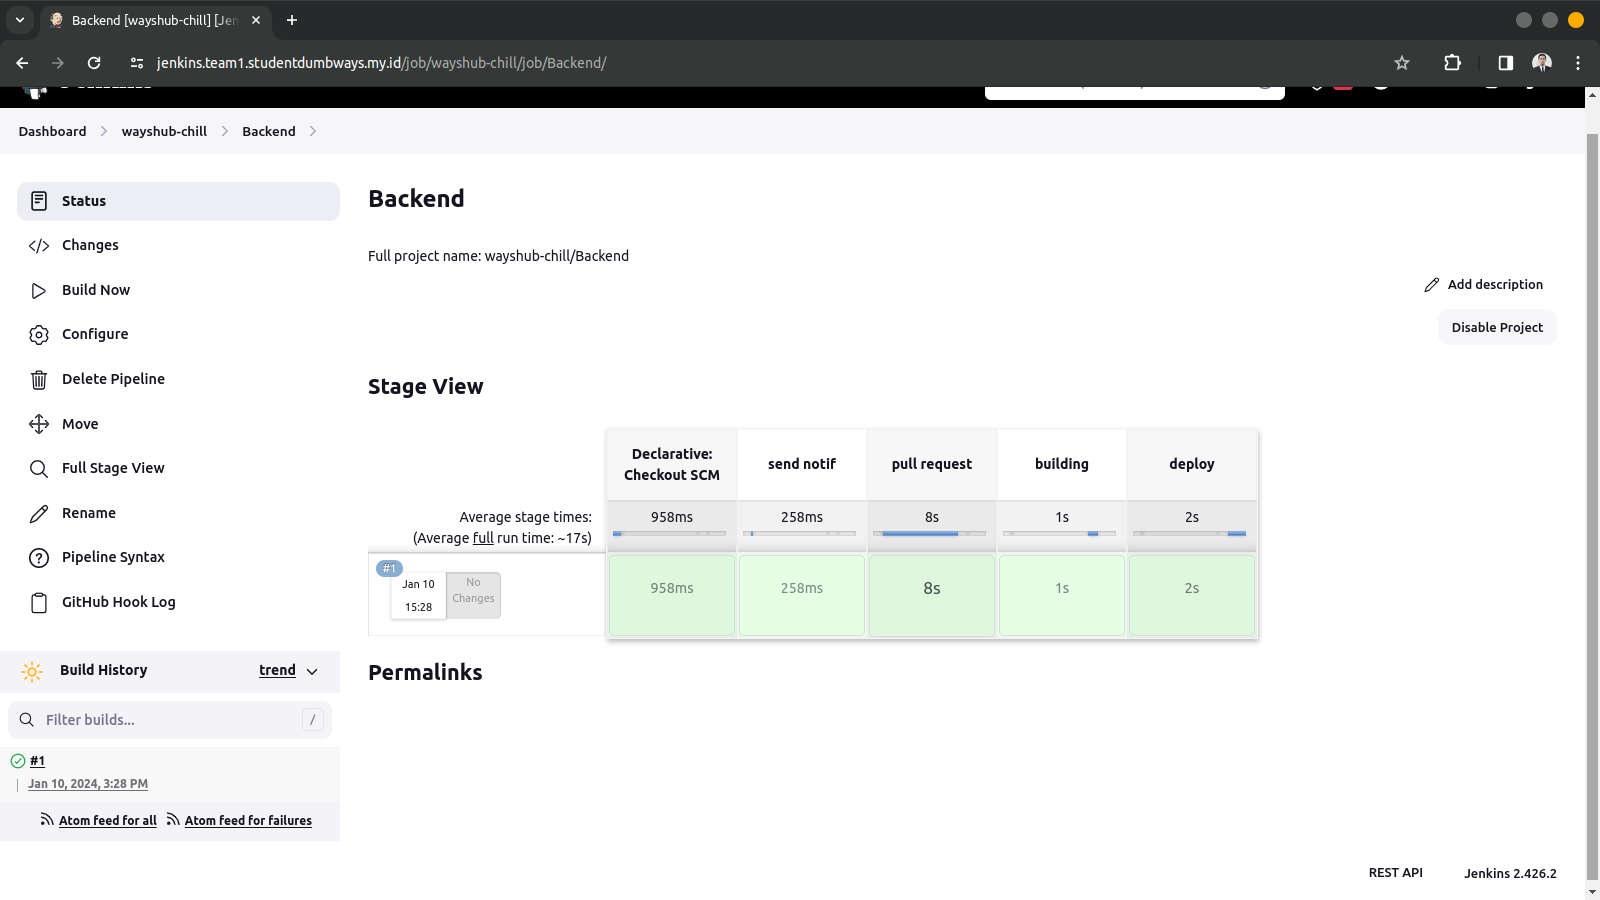 Backend [wayshub-chill] [Jen
jenkins.team1.studentdumbways.my.id/job/wayshub-chill/job/Backend/
Dashboard
wayshub-chill
Backend
Status
Changes
Build Now
Configure
Delete Pipeline
Move
Full Stage View
Rename
Pipeline Syntax
GitHub Hook Log
Build History
trend
Filter builds...
/
#1
Jan 10, 2024, 3:28 PM
Atom feed for all
Atom feed for failures
Backend
Full project name: wayshub-chill/Backend
Add description
Disable Project
Stage View
Declarative:
Checkout SCM
send notif
pull request
building
deploy
Average stage times:
(Average full run time: ~17s)
958ms
258ms
8s
1s
2s
#1
Jan 10
15:28
No
Changes
958ms
258ms
8s
1s
2s
Permalinks
REST API
Jenkins 2.426.2